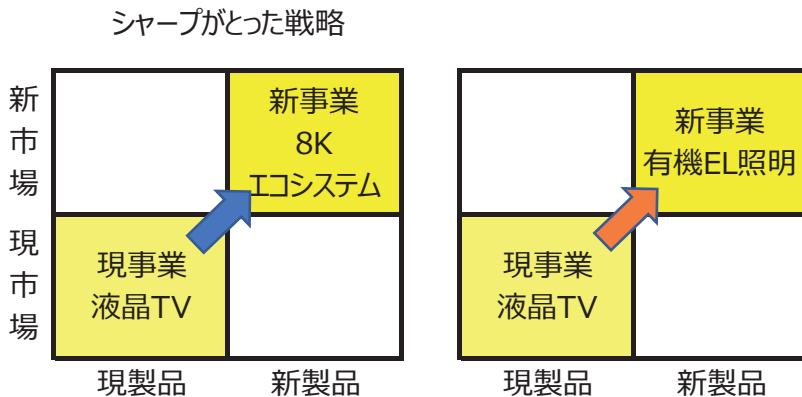 シャープがとった戦略
新市場
現市場
新事業
8K
エコシステム
現事業
液晶TV
現製品
新製品
新事業
有機EL照明
現事業
液晶TV
現製品
新製品